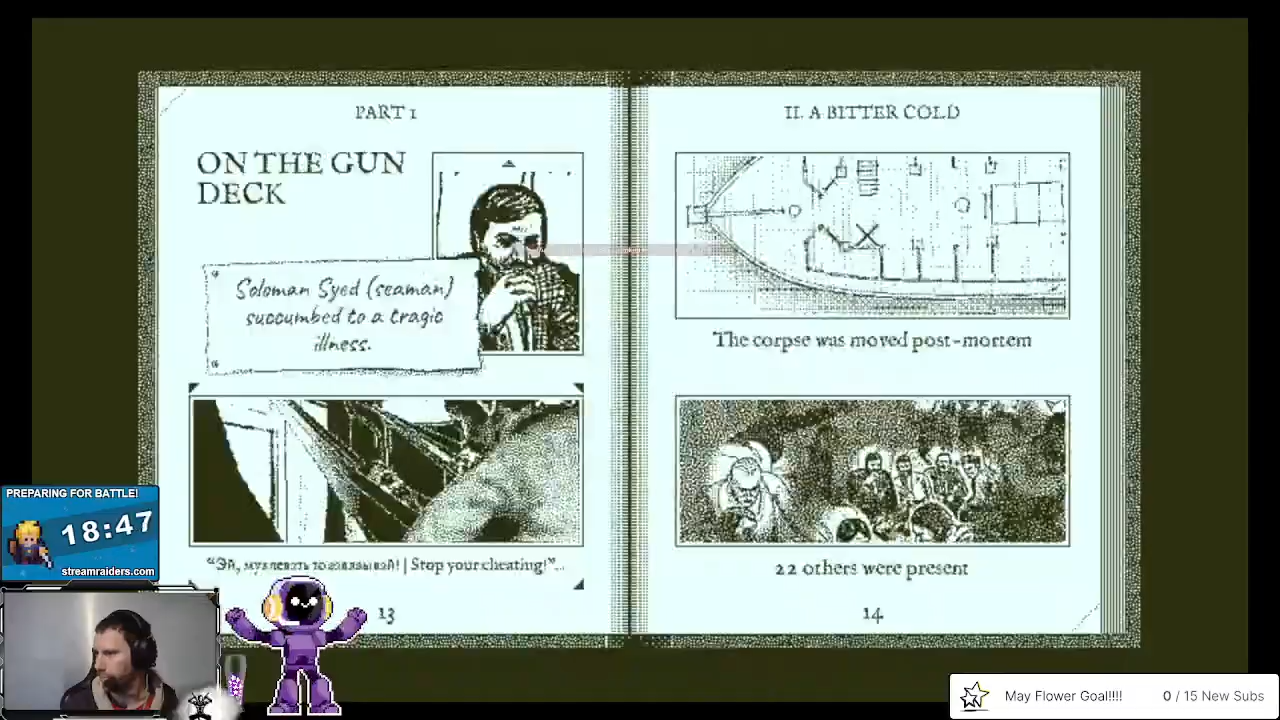 PART 1
ON THE GUN
DECK
Soloman Syed (seaman)
succumbed to a tragic
illness.
Stop your cheating!"...
13
II. A BITTER COLD
The corpse was moved post-mortem
22 others were present
14
PREPARING FOR BATTLE!
18:47
streamraiders.com
May Flower Goal!!!! 0 / 15 New Subs